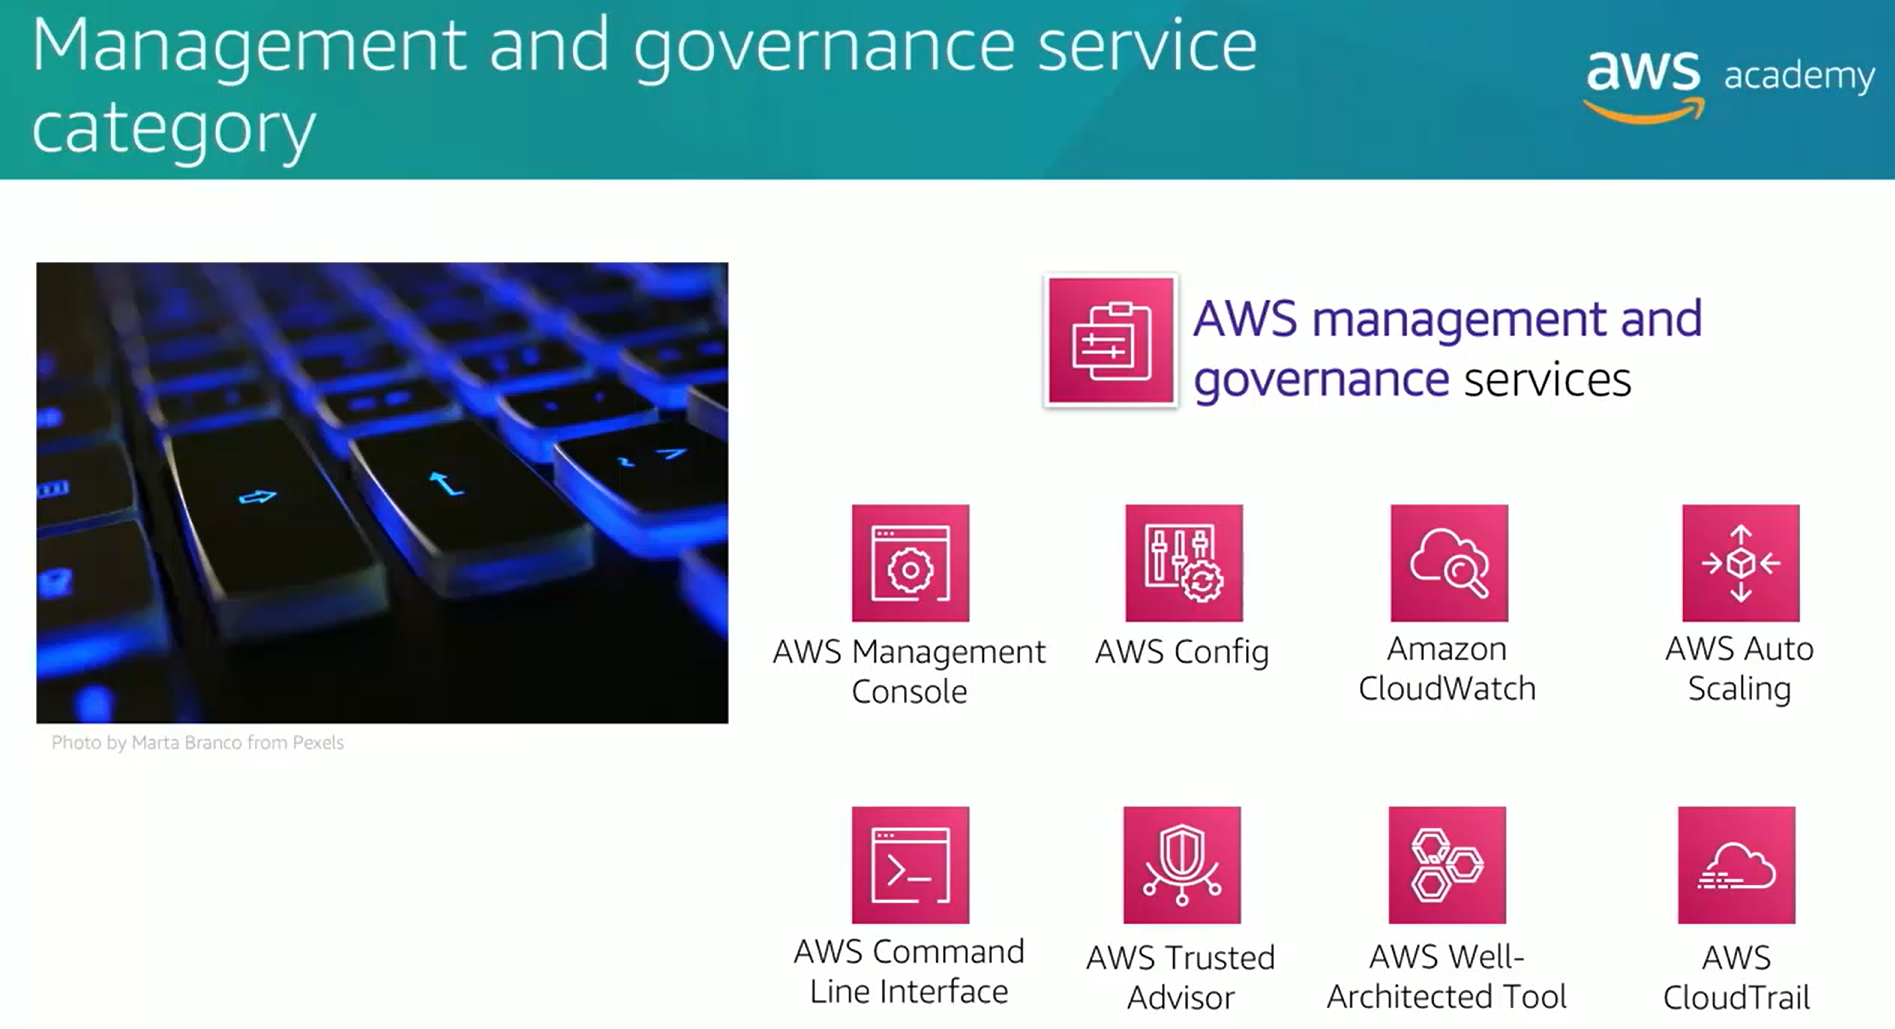 Management and governance service
category
aws academy
AWS management and
governance services
Photo by Marta Branco from Pexels
AWS Management
Console
AWS Config
Amazon
CloudWatch
AWS Auto
Scaling
AWS Command
Line Interface
AWS Trusted
Advisor
AWS Well-
Architected Tool
AWS
CloudTrail